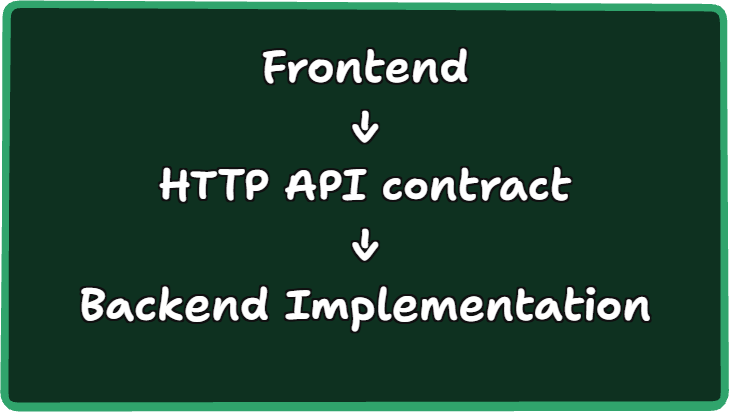 Frontend
↓
HTTP API contract
↓
Backend Implementation